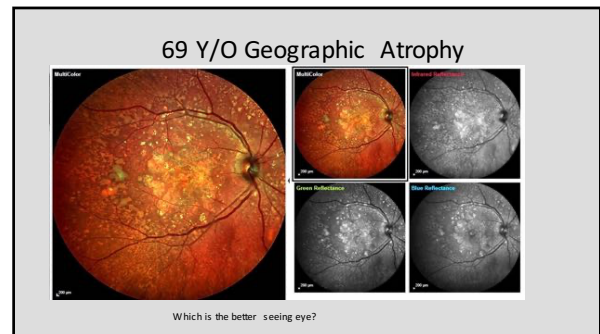 69 Y/O Geographic Atrophy
MultiColor
MultiColor
Infrared Reflectance
200 µm
200 µm
Green Reflectance
Blue Reflectance
200 µm
200 µm
200 µm
Which is the better seeing eye?